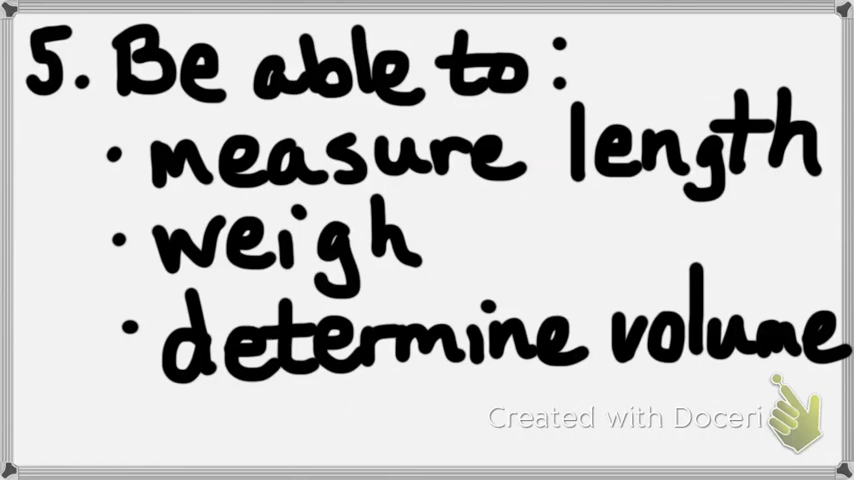 5. Be able to:
• measure length
• weigh
• determine volume
Created with Doceri